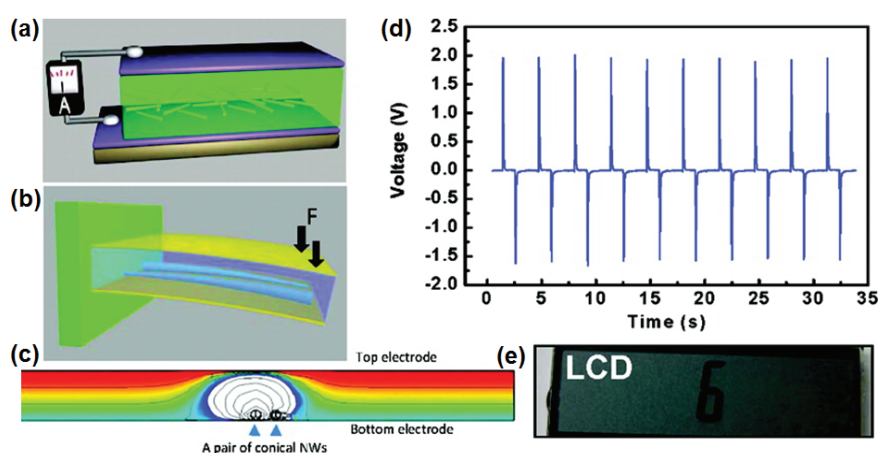 (a)
A
(b)
F
(c)
Top electrode
Bottom electrode
A pair of conical NWs
(d)
Voltage (V)
2.5
2.0
1.5
1.0
0.5
0.0
-0.5
-1.0
-1.5
-2.0
0 5 10 15 20 25 30 35
Time (s)
(e)
LCD
6